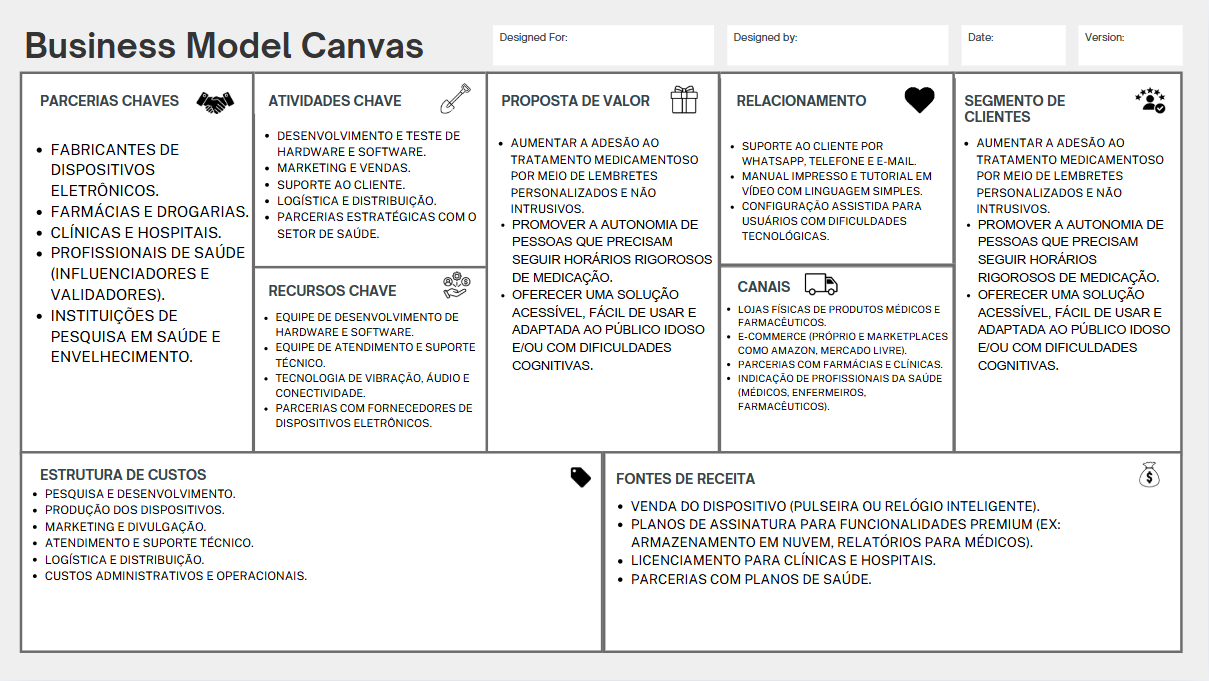 Business Model Canvas
Designed For:
Designed by:
Date:
Version:
PARCERIAS CHAVES
• FABRICANTES DE
DISPOSITIVOS
ELETRÔNICOS.
• FARMÁCIAS E DROGARIAS.
• CLÍNICAS E HOSPITAIS.
• PROFISSIONAIS DE SAÚDE
(INFLUENCIADORES E
VALIDADORES).
• INSTITUIÇÕES DE
PESQUISA EM SAÚDE E
ENVELHECIMENTO.
ATIVIDADES CHAVE
• DESENVOLVIMENTO E TESTE DE
HARDWARE E SOFTWARE.
• MARKETING E VENDAS.
• SUPORTE AO CLIENTE.
• LOGÍSTICA E DISTRIBUIÇÃO.
• PARCERIAS ESTRATÉGICAS COM O
SETOR DE SAÚDE.
RECURSOS CHAVE
• EQUIPE DE DESENVOLVIMENTO DE
HARDWARE E SOFTWARE.
• EQUIPE DE ATENDIMENTO E SUPORTE
TÉCNICO.
• TECNOLOGIA DE VIBRAÇÃO, ÁUDIO E
CONECTIVIDADE.
• PARCERIAS COM FORNECEDORES DE
DISPOSITIVOS ELETRÔNICOS.
PROPOSTA DE VALOR
• AUMENTAR A ADESÃO AO
TRATAMENTO MEDICAMENTOSO
POR MEIO DE LEMBRETES
PERSONALIZADOS E NÃO
INTRUSIVOS.
• PROMOVER A AUTONOMIA DE
PESSOAS QUE PRECISAM
SEGUIR HORÁRIOS RIGOROSOS
DE MEDICAÇÃO.
• OFERECER UMA SOLUÇÃO
ACESSÍVEL, FÁCIL DE USAR E
ADAPTADA AO PÚBLICO IDOSO
E/OU COM DIFICULDADES
COGNITIVAS.
RELACIONAMENTO
• SUPORTE AO CLIENTE POR
WHATSAPP, TELEFONE E E-MAIL.
• MANUAL IMPRESSO E TUTORIAL EM
VÍDEO COM LINGUAGEM SIMPLES.
• CONFIGURAÇÃO ASSISTIDA PARA
USUÁRIOS COM DIFICULDADES
TECNOLÓGICAS.
CANAIS
• LOJAS FÍSICAS DE PRODUTOS MÉDICOS E
FARMACÊUTICOS.
• E-COMMERCE (PRÓPRIO E MARKETPLACES
COMO AMAZON, MERCADO LIVRE).
• PARCERIAS COM FARMÁCIAS E CLÍNICAS.
• INDICAÇÃO DE PROFISSIONAIS DA SAÚDE
(MÉDICOS, ENFERMEIROS,
FARMACÊUTICOS).
SEGMENTO DE
CLIENTES
• AUMENTAR A ADESÃO AO
TRATAMENTO MEDICAMENTOSO
POR MEIO DE LEMBRETES
PERSONALIZADOS E NÃO
INTRUSIVOS.
• PROMOVER A AUTONOMIA DE
PESSOAS QUE PRECISAM
SEGUIR HORÁRIOS
RIGOROSOS DE MEDICAÇÃO.
• OFERECER UMA SOLUÇÃO
ACESSÍVEL, FÁCIL DE USAR E
ADAPTADA AO PÚBLICO IDOSO
E/OU COM DIFICULDADES
COGNITIVAS.
ESTRUTURA DE CUSTOS
• PESQUISA E DESENVOLVIMENTO.
• PRODUÇÃO DOS DISPOSITIVOS.
• MARKETING E DIVULGAÇÃO.
• ATENDIMENTO E SUPORTE TÉCNICO.
• LOGÍSTICA E DISTRIBUIÇÃO.
• CUSTOS ADMINISTRATIVOS E OPERACIONAIS.
FONTES DE RECEITA
• VENDA DO DISPOSITIVO (PULSEIRA OU RELÓGIO INTELIGENTE).
• PLANOS DE ASSINATURA PARA FUNCIONALIDADES PREMIUM (EX:
ARMAZENAMENTO EM NUVEM, RELATÓRIOS PARA MÉDICOS).
• LICENCIAMENTO PARA CLÍNICAS E HOSPITAIS.
• PARCERIAS COM PLANOS DE SAÚDE.